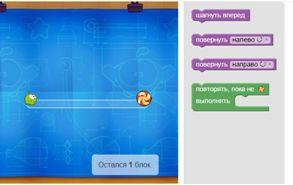 шагнуть вперед
повернуть налево
повернуть направо
повторять, пока не
выполнять
Остался 1 блок.